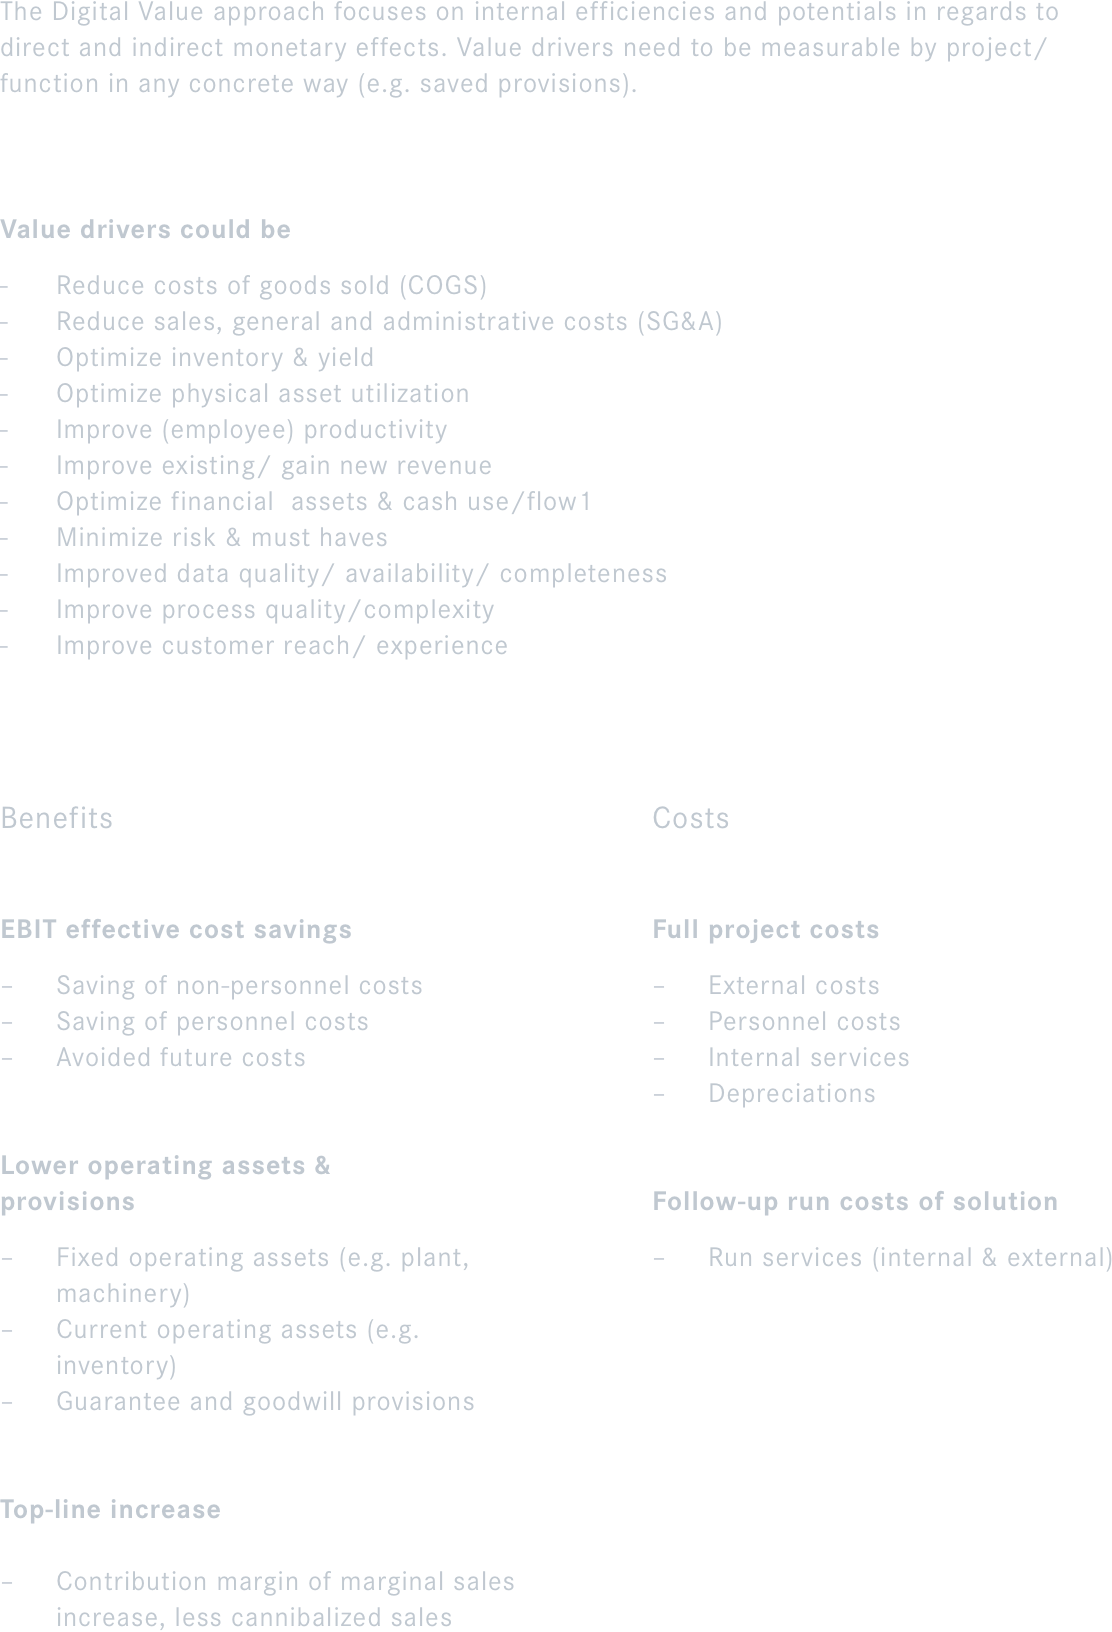 The Digital Value approach focuses on internal efficiencies and potentials in regards to
direct and indirect monetary effects. Value drivers need to be measurable by project/
function in any concrete way (e.g. saved provisions).
Value drivers could be
- Reduce costs of goods sold (COGS)
- Reduce sales, general and administrative costs (SG&A)
- Optimize inventory & yield
- Optimize physical asset utilization
- Improve (employee) productivity
- Improve existing/ gain new revenue
- Optimize financial  assets & cash use/flow1
- Minimize risk & must haves
- Improved data quality/ availability/ completeness
- Improve process quality/complexity
- Improve customer reach/ experience
Benefits
EBIT effective cost savings
– Saving of non-personnel costs
– Saving of personnel costs
– Avoided future costs
Lower operating assets &
provisions
– Fixed operating assets (e.g. plant,
machinery)
– Current operating assets (e.g.
inventory)
– Guarantee and goodwill provisions
Top-line increase
– Contribution margin of marginal sales
increase, less cannibalized sales
Costs
Full project costs
– External costs
– Personnel costs
– Internal services
– Depreciations
Follow-up run costs of solution
– Run services (internal & external)